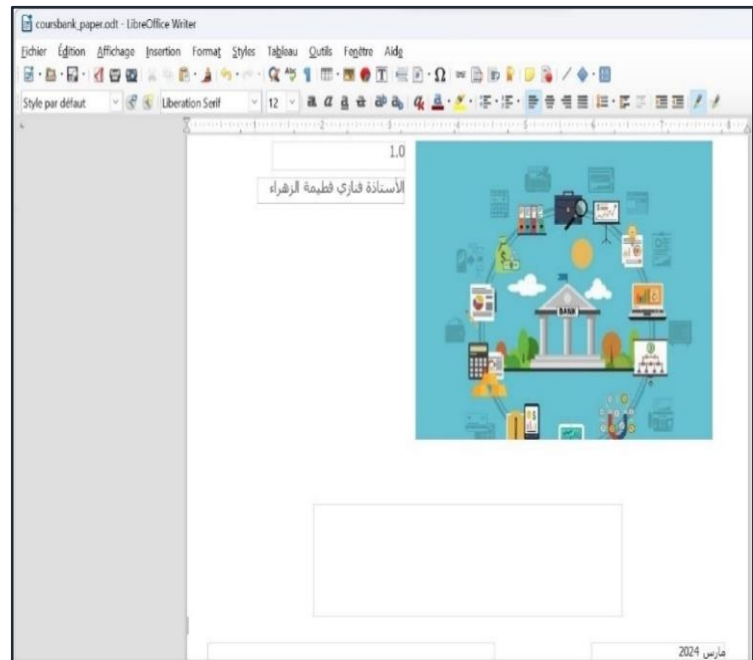 coursbank_paper.odt - LibreOffice Writer
Fichier Édition Affichage Insertion Format Styles Tableau Outils Fenêtre Aide
Style par défaut Liberation Serif 12
1.0
الأستاذة فنازي فطيمة الزهراء
BANK
مارس 2024